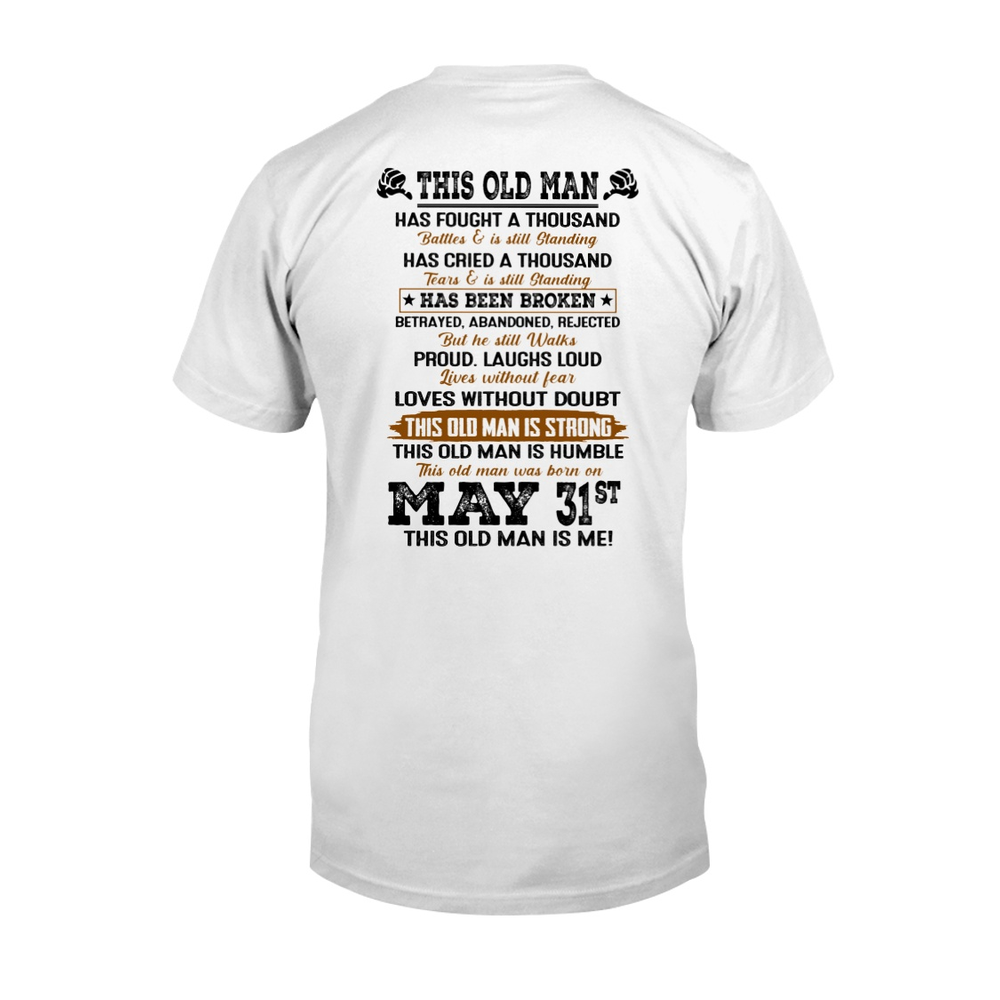 THIS OLD MAN
HAS FOUGHT A THOUSAND
Battles & is still Standing
HAS CRIED A THOUSAND
Tears & is still Standing
★ HAS BEEN BROKEN ★
BETRAYED, ABANDONED, REJECTED
But he still Walks
PROUD. LAUGHS LOUD
Lives without fear
LOVES WITHOUT DOUBT
THIS OLD MAN IS STRONG
THIS OLD MAN IS HUMBLE
This old man was born on
MAY 31ST
THIS OLD MAN IS ME!